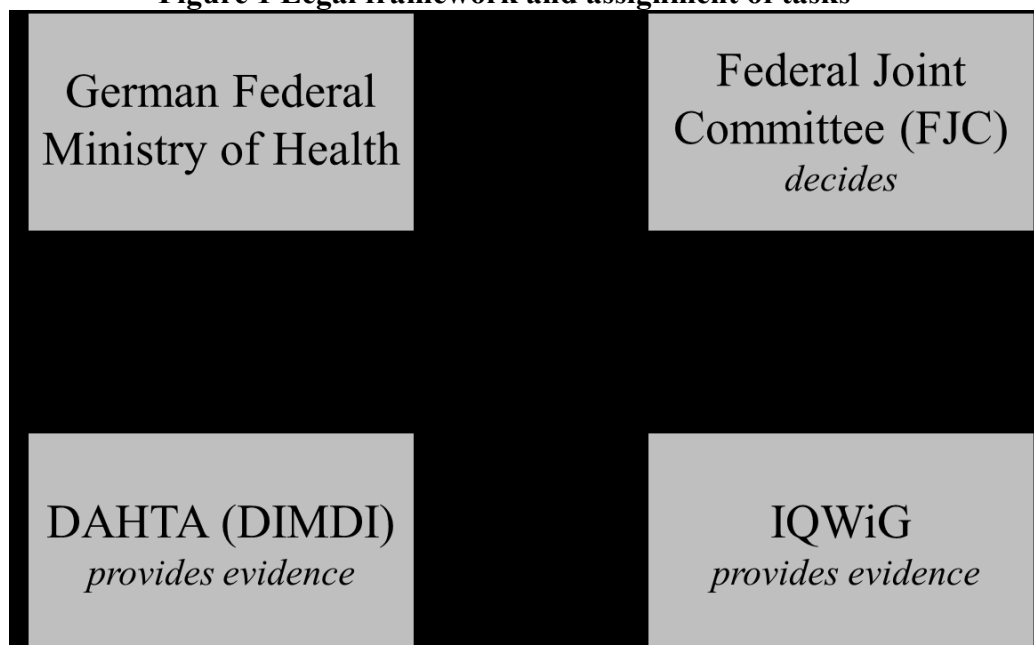 Figure 1 Legal framework and assignment of tasks
German Federal
Ministry of Health
Federal Joint
Committee (FJC)
decides
DAHTA (DIMDI)
provides evidence
IQWiG
provides evidence